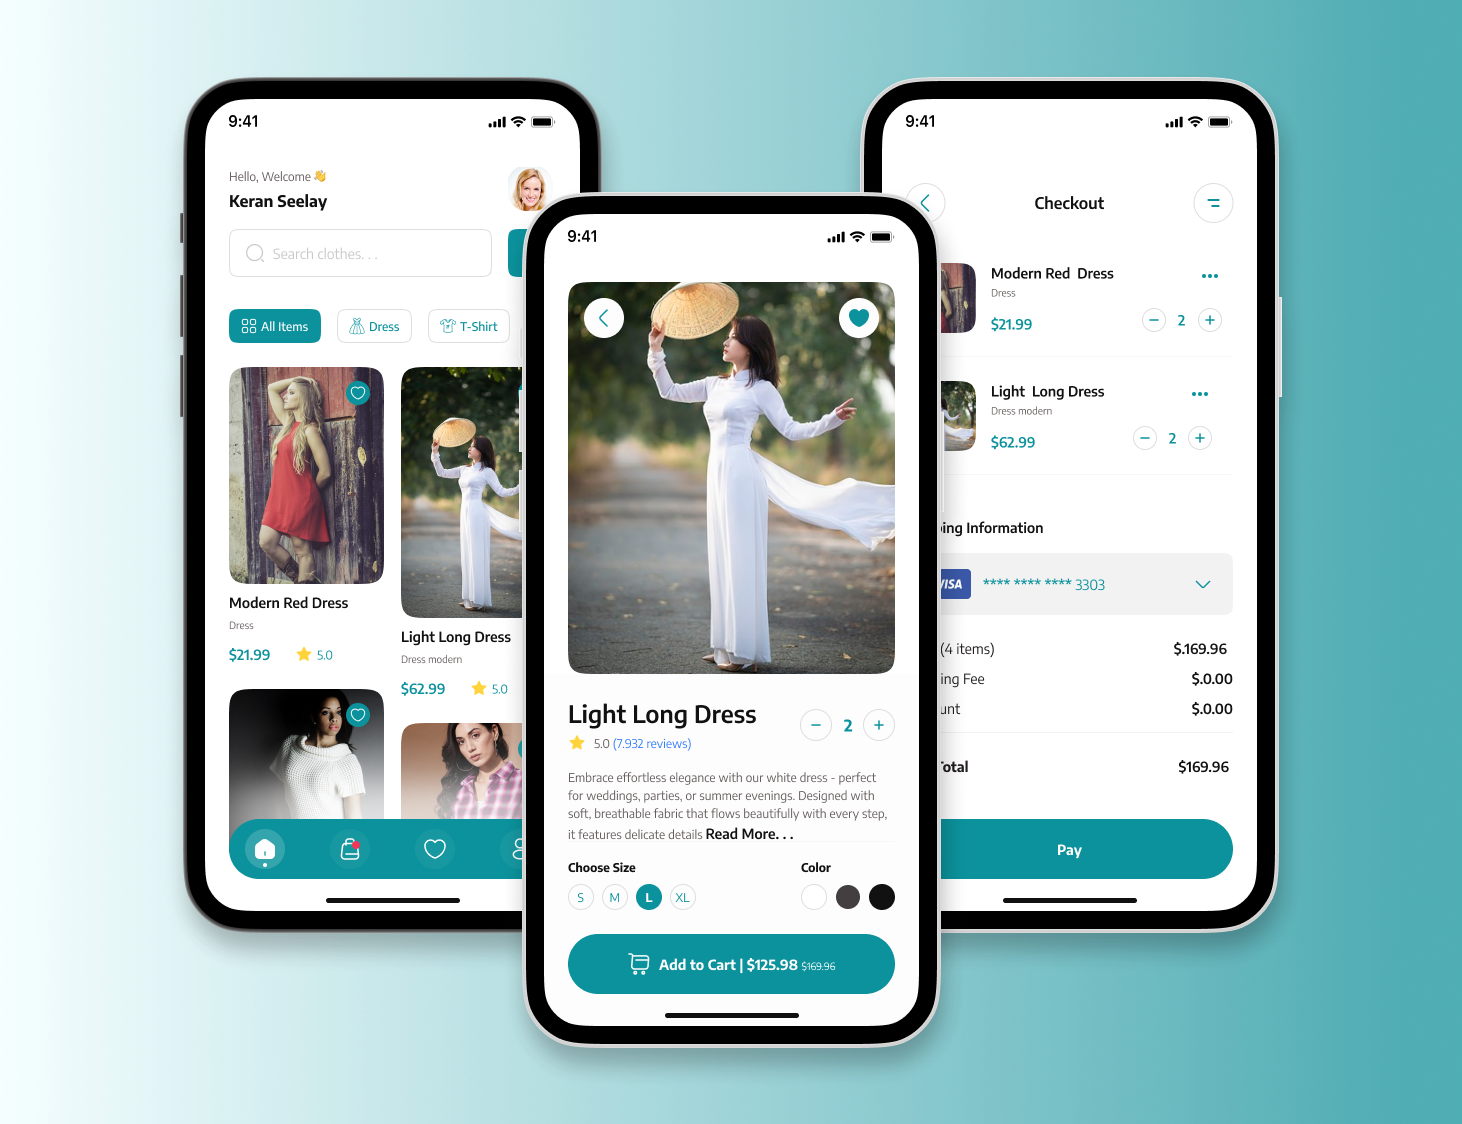 9:41
Hello, Welcome 👋
Keran Seelay
Search clothes. . .
All Items
Dress
T-Shirt
Modern Red Dress
Dress
$21.99
5.0
Light Long Dress
Dress modern
$62.99
5.0
9:41
Light Long Dress
2
5.0 (7.932 reviews)
Embrace effortless elegance with our white dress - perfect
for weddings, parties, or summer evenings. Designed with
soft, breathable fabric that flows beautifully with every step,
it features delicate details Read More. . .
Choose Size
Color
S
M
L
XL
Add to Cart | $125.98 $169.96
9:41
Checkout
Modern Red  Dress
Dress
$21.99
2
Light  Long Dress
Dress modern
$62.99
2
ing Information
VISA **** **** **** 3303
(4 items) $.169.96
ing Fee $.0.00
unt $.0.00
Total $169.96
Pay